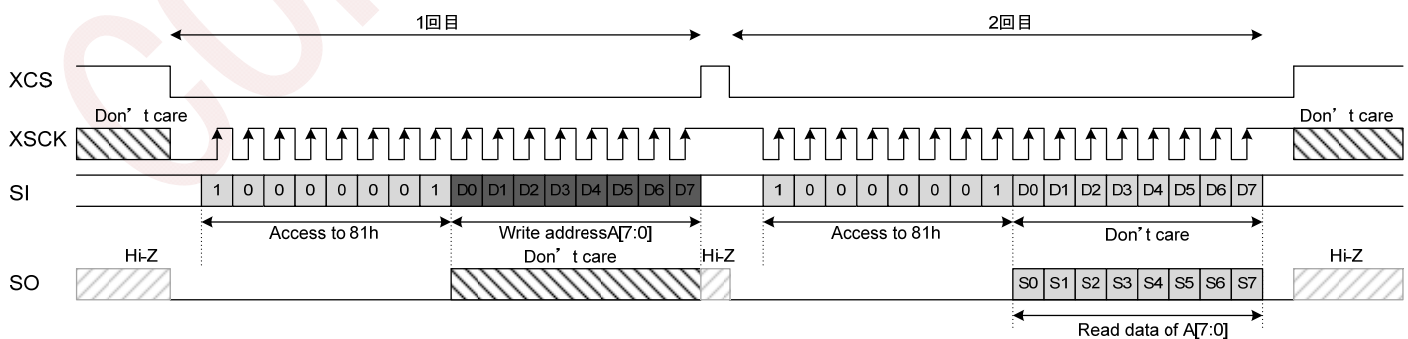 1回目 2回目
XCS
Don't care Don't care
XSCK
SI 1 0 0 0 0 0 0 1 D0 D1 D2 D3 D4 D5 D6 D7 1 0 0 0 0 0 0 1 D0 D1 D2 D3 D4 D5 D6 D7
Access to 81h Write addressA[7:0] Access to 81h Don't care
Hi-Z Don't care Hi-Z Hi-Z
SO S0 S1 S2 S3 S4 S5 S6 S7
Read data of A[7:0]